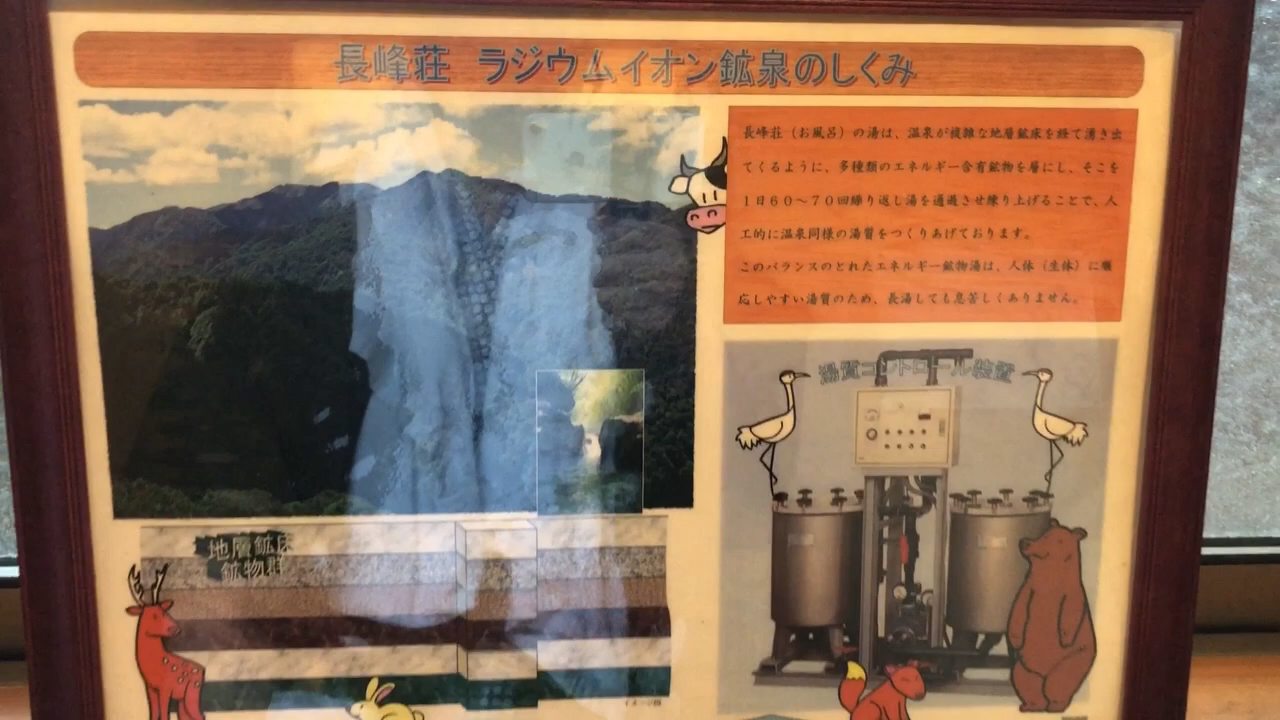 長峰荘 ラジウムイオン鉱泉のしくみ
長峰荘（お風呂）の湯は、温泉が複雑な地層鉱床を経て湧き出
てくるように、多種類のエネルギー含有鉱物を層にし、そこを
１日６０～７０回繰り返し湯を通過させ練り上げることで、人
工的に温泉同様の湯質をつくりあげております。
このバランスのとれたエネルギー鉱物湯は、人体（生体）に順
応しやすい湯質のため、長湯しても息苦しくありません。
湯質コントロール装置
地層鉱床
鉱物群
イメージ図